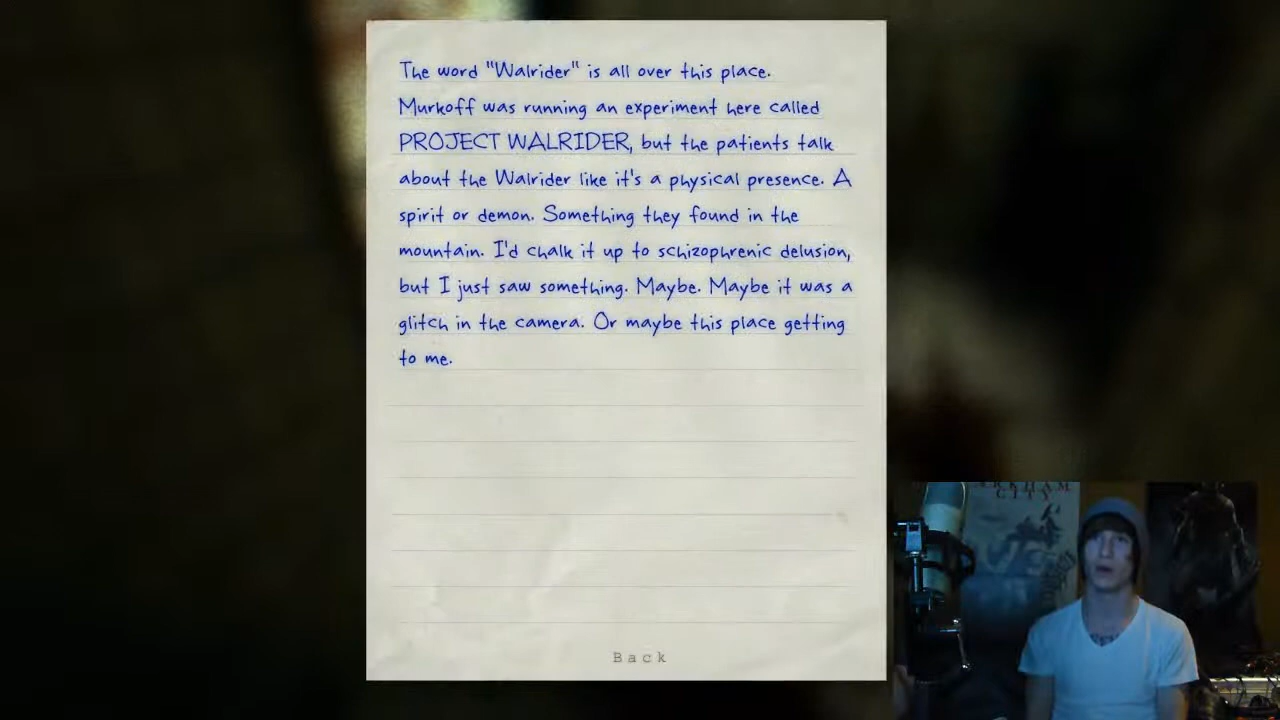 The word "Walrider" is all over this place.
Murkoff was running an experiment here called
PROJECT WALRIDER, but the patients talk
about the Walrider like it's a physical presence. A
spirit or demon. Something they found in the
mountain. I'd chalk it up to schizophrenic delusion,
but I just saw something. Maybe. Maybe it was a
glitch in the camera. Or maybe this place getting
to me.
Back
ARKHAM
CITY